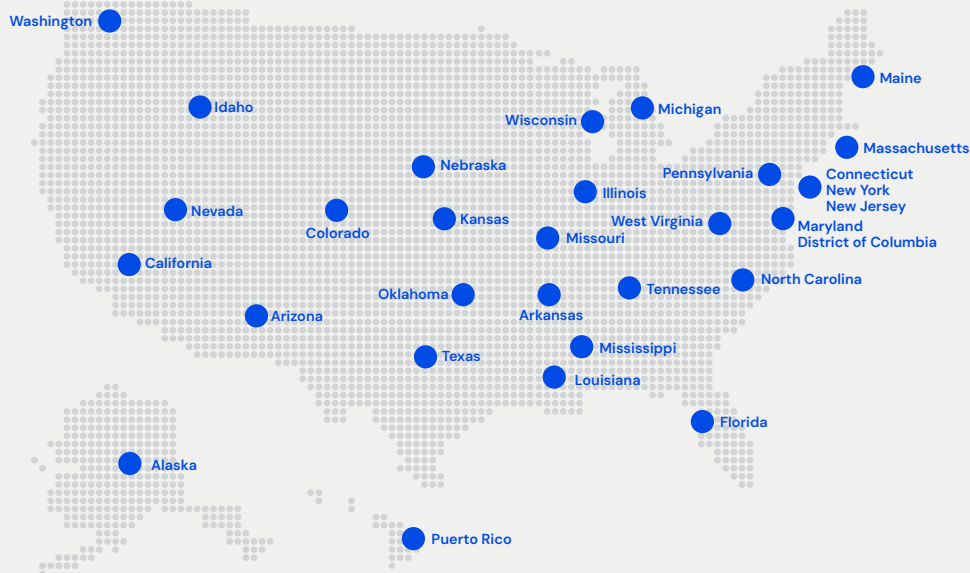 Washington
Maine
Idaho
Michigan
Wisconsin
Massachusetts
Nebraska
Pennsylvania
Connecticut
New York
New Jersey
Illinois
Nevada
Kansas
West Virginia
Maryland
District of Columbia
Colorado
Missouri
California
North Carolina
Tennessee
Oklahoma
Arkansas
Arizona
Mississippi
Texas
Louisiana
Florida
Alaska
Puerto Rico